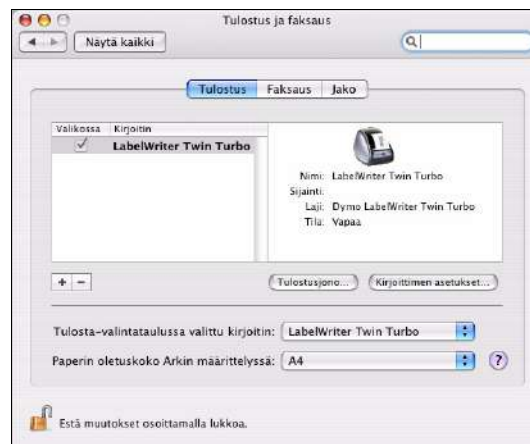 Tulostus ja faksaus
Näytä kaikki
Tulostus Faksaus Jako
Valikossa Kirjoitin
LabelWriter Twin Turbo
Nimi: LabelWriter Twin Turbo
Sijainti:
Laji: Dymo LabelWriter Twin Turbo
Tila: Vapaa
+ −
Tulostusjono... Kirjoittimen asetukset...
Tulosta-valintataulussa valittu kirjoitin: LabelWriter Twin Turbo
Paperin oletuskoko Arkin määrittelyssä: A4 ?
Estä muutokset osoittamalla lukkoa.